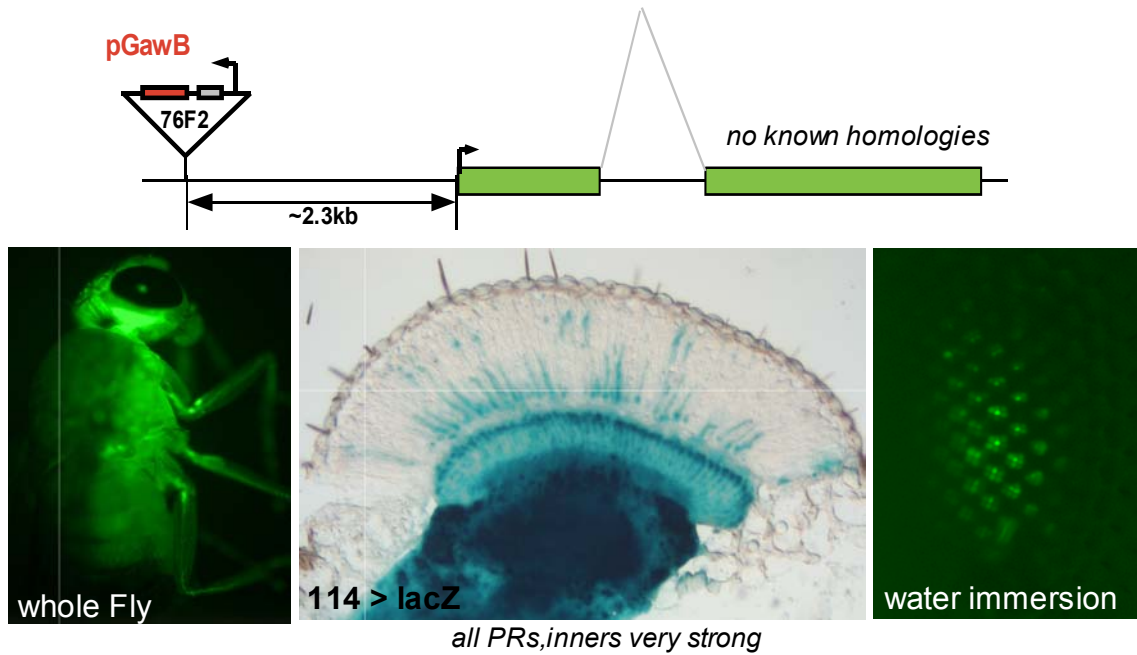 pGawB
76F2
no known homologies
~2.3kb
whole Fly
114 > lacZ
water immersion
all PRs,inners very strong